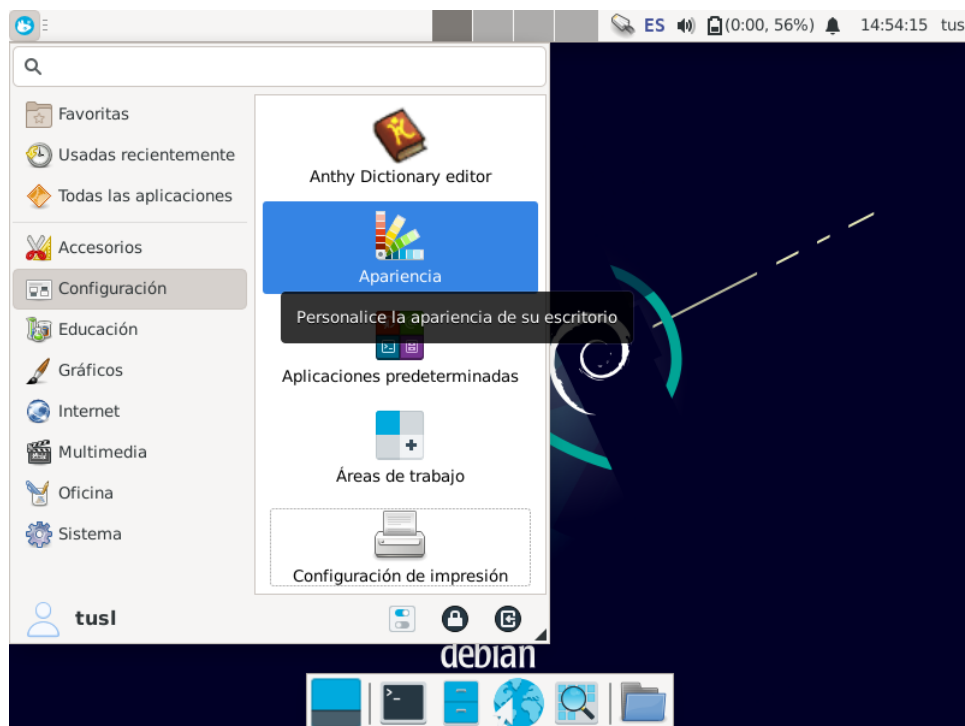 ES (0:00, 56%) 14:54:15 tus
Favoritas
Usadas recientemente
Todas las aplicaciones
Accesorios
Configuración
Educación
Gráficos
Internet
Multimedia
Oficina
Sistema
Anthy Dictionary editor
Apariencia
Personalice la apariencia de su escritorio
Aplicaciones predeterminadas
Áreas de trabajo
Configuración de impresión
tusl
debian